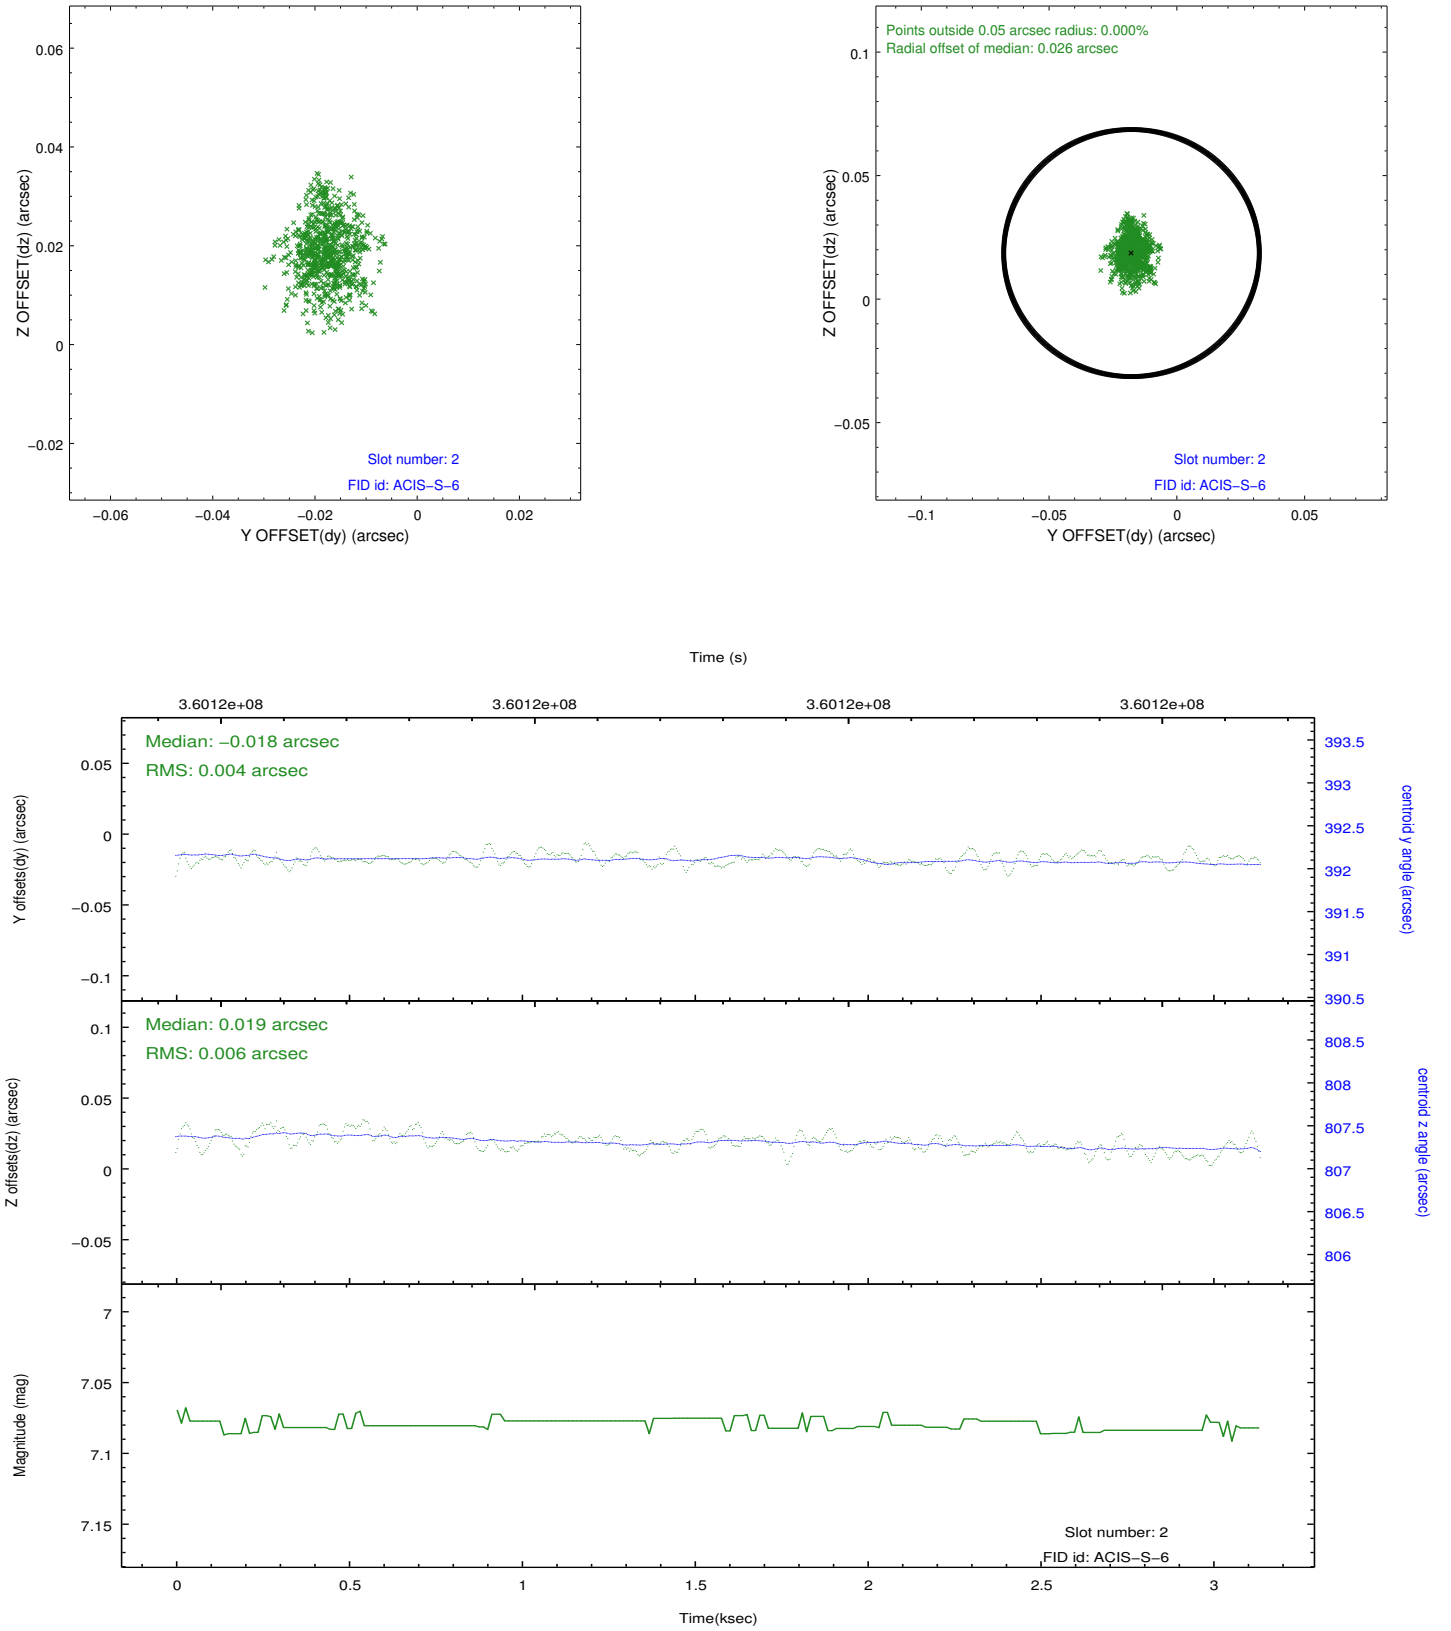 0.06
0.04
0.02
0
−0.02
Z OFFSET(dz) (arcsec)
Slot number: 2
FID id: ACIS−S−6
−0.06 −0.04 −0.02 0 0.02
Y OFFSET(dy) (arcsec)
Points outside 0.05 arcsec radius: 0.000%
Radial offset of median: 0.026 arcsec
0.1
0.05
0
−0.05
Z OFFSET(dz) (arcsec)
Slot number: 2
FID id: ACIS−S−6
−0.1 −0.05 0 0.05
Y OFFSET(dy) (arcsec)
Time (s)
3.6012e+08 3.6012e+08 3.6012e+08 3.6012e+08
Median: −0.018 arcsec
RMS: 0.004 arcsec
0.05
0
−0.05
−0.1
Y offsets(dy) (arcsec)
393.5
393
392.5
392
391.5
391
390.5
centroid y angle (arcsec)
Median: 0.019 arcsec
RMS: 0.006 arcsec
0.1
0.05
0
−0.05
Z offsets(dz) (arcsec)
808.5
808
807.5
807
806.5
806
centroid z angle (arcsec)
7
7.05
7.1
7.15
Magnitude (mag)
Slot number: 2
FID id: ACIS−S−6
0 0.5 1 1.5 2 2.5 3
Time(ksec)